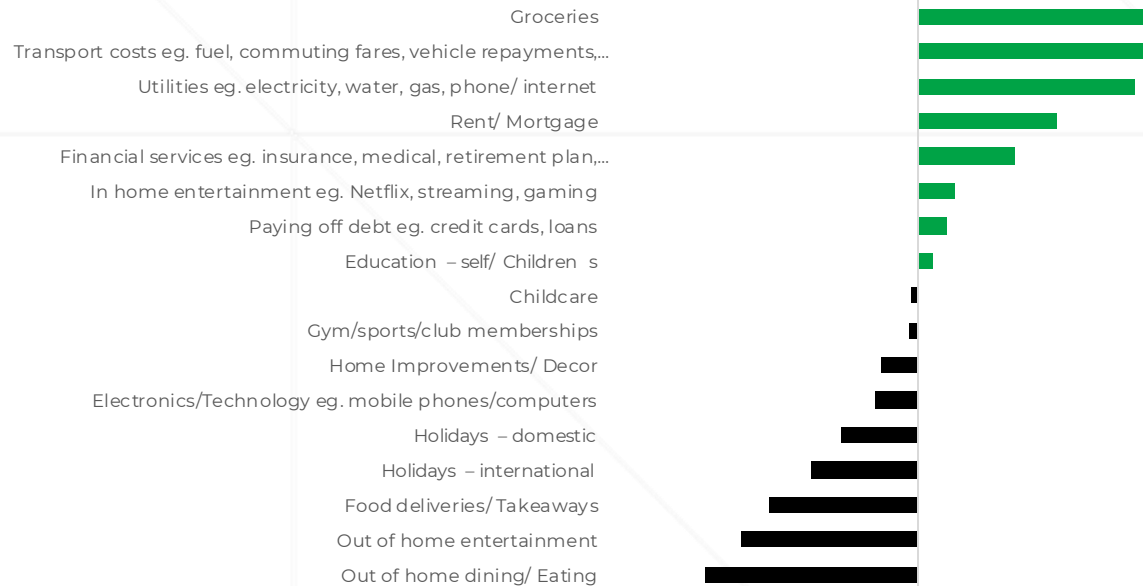 Groceries
Transport costs eg. fuel, commuting fares, vehicle repayments,...
Utilities eg. electricity, water, gas, phone/ internet
Rent/ Mortgage
Financial services eg. insurance, medical, retirement plan,...
In home entertainment eg. Netflix, streaming, gaming
Paying off debt eg. credit cards, loans
Education – self/ Children s
Childcare
Gym/sports/club memberships
Home Improvements/ Decor
Electronics/Technology eg. mobile phones/computers
Holidays – domestic
Holidays – international
Food deliveries/ Takeaways
Out of home entertainment
Out of home dining/ Eating